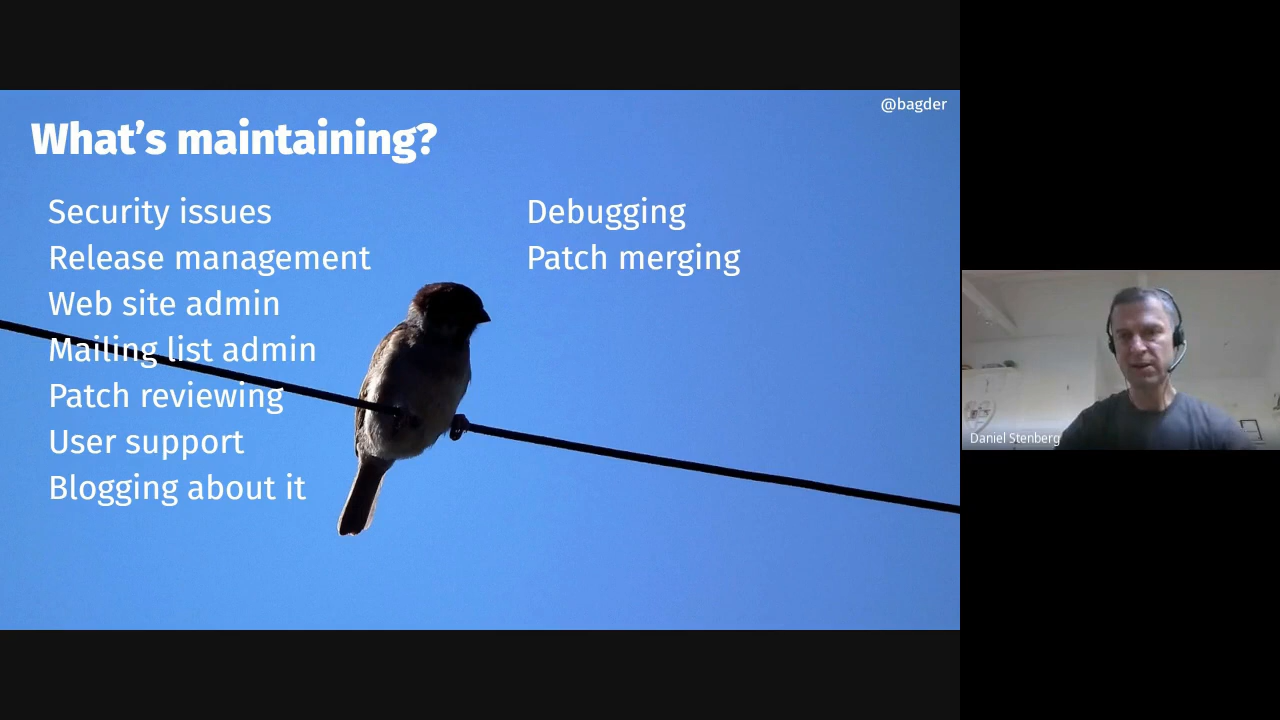 @bagder
What's maintaining?
Security issues
Release management
Web site admin
Mailing list admin
Patch reviewing
User support
Blogging about it
Debugging
Patch merging
Daniel Stenberg